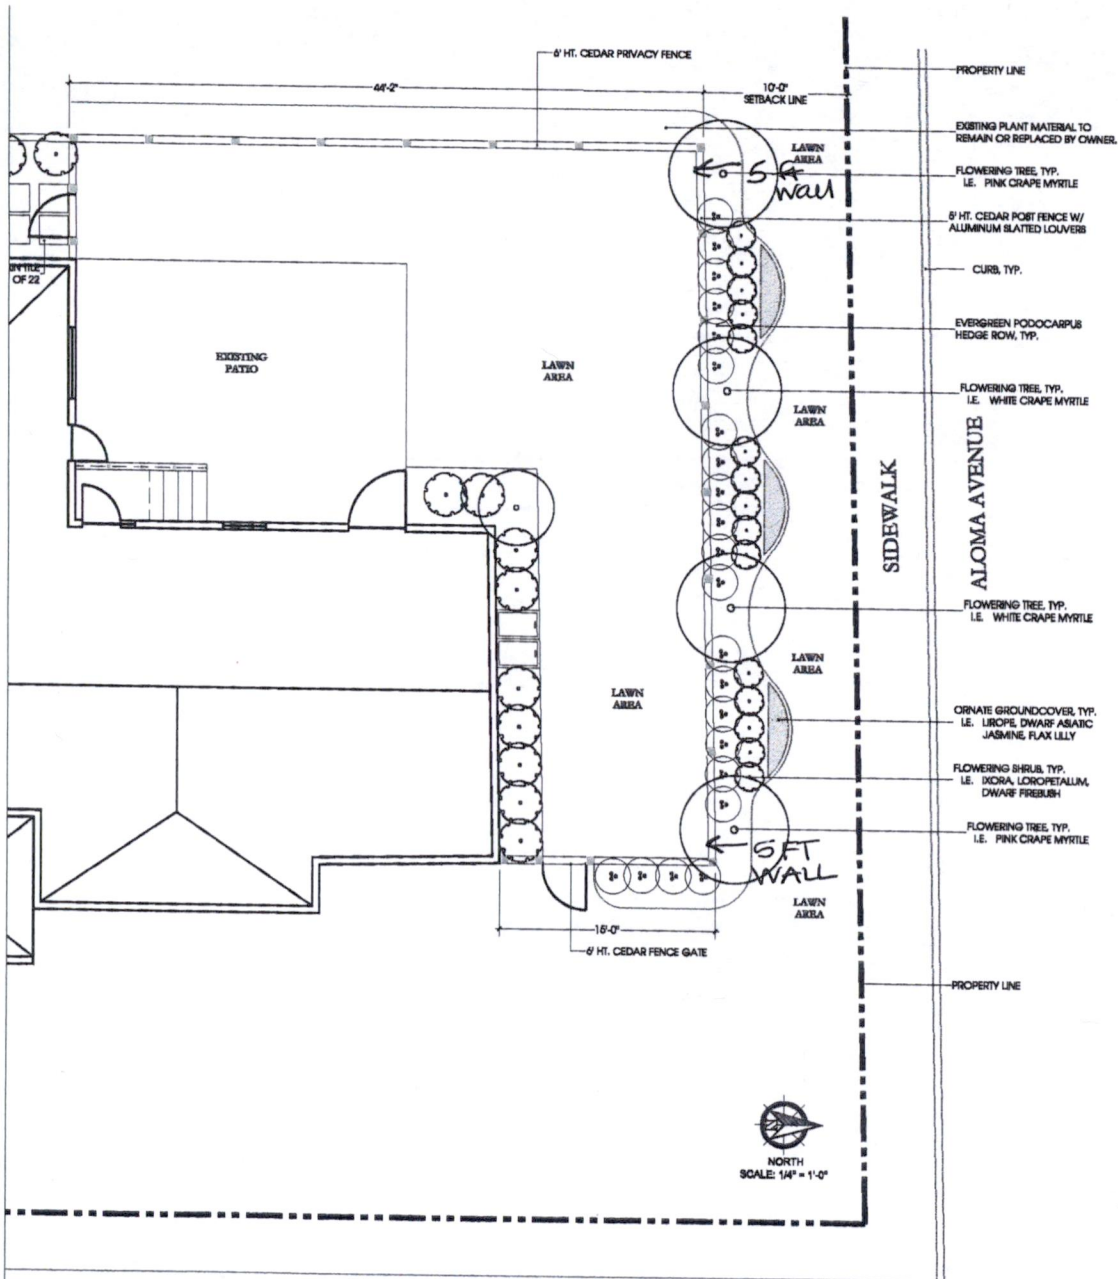 6' HT. CEDAR PRIVACY FENCE
44'-2"
10'-0"
SETBACK LINE
PROPERTY LINE
EXISTING PLANT MATERIAL TO
REMAIN OR REPLACED BY OWNER.
LAWN
AREA
FLOWERING TREE, TYP.
I.E. PINK CRAPE MYRTLE
5 ft
wall
5' HT. CEDAR POST FENCE W/
ALUMINUM SLATTED LOUVERS
CURB, TYP.
OF 22
EVERGREEN PODOCARPUS
HEDGE ROW, TYP.
EXISTING
PATIO
LAWN
AREA
FLOWERING TREE, TYP.
I.E. WHITE CRAPE MYRTLE
LAWN
AREA
SIDEWALK
ALOMA AVENUE
FLOWERING TREE, TYP.
I.E. WHITE CRAPE MYRTLE
LAWN
AREA
LAWN
AREA
ORNATE GROUNDCOVER, TYP.
I.E. LIROPE, DWARF ASIATIC
JASMINE, FLAX LILLY
FLOWERING SHRUB, TYP.
I.E. IXORA, LOROPETALUM,
DWARF FIREBUSH
FLOWERING TREE, TYP.
I.E. PINK CRAPE MYRTLE
5 FT
WALL
LAWN
AREA
15'-0"
6' HT. CEDAR FENCE GATE
PROPERTY LINE
NORTH
SCALE: 1/4" = 1'-0"